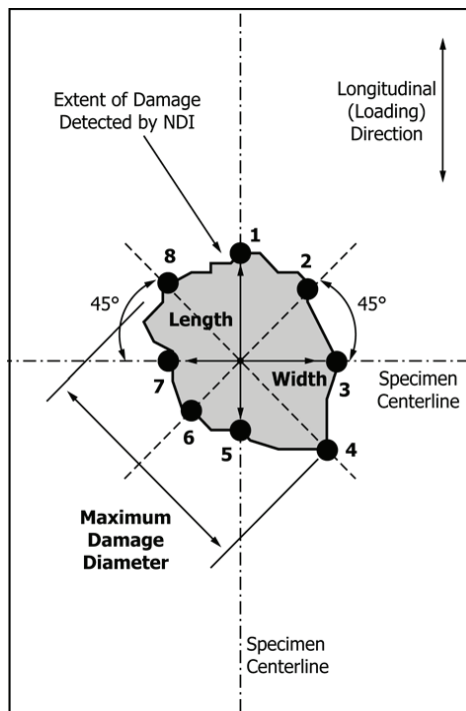 Longitudinal
(Loading)
Direction
Extent of Damage
Detected by NDI
1
8
2
45°
45°
Length
7
Width
3
Specimen
Centerline
6
5
4
Maximum
Damage
Diameter
Specimen
Centerline